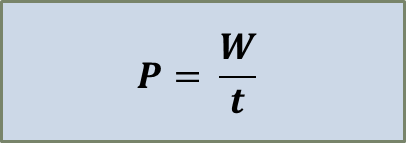 P = W/t